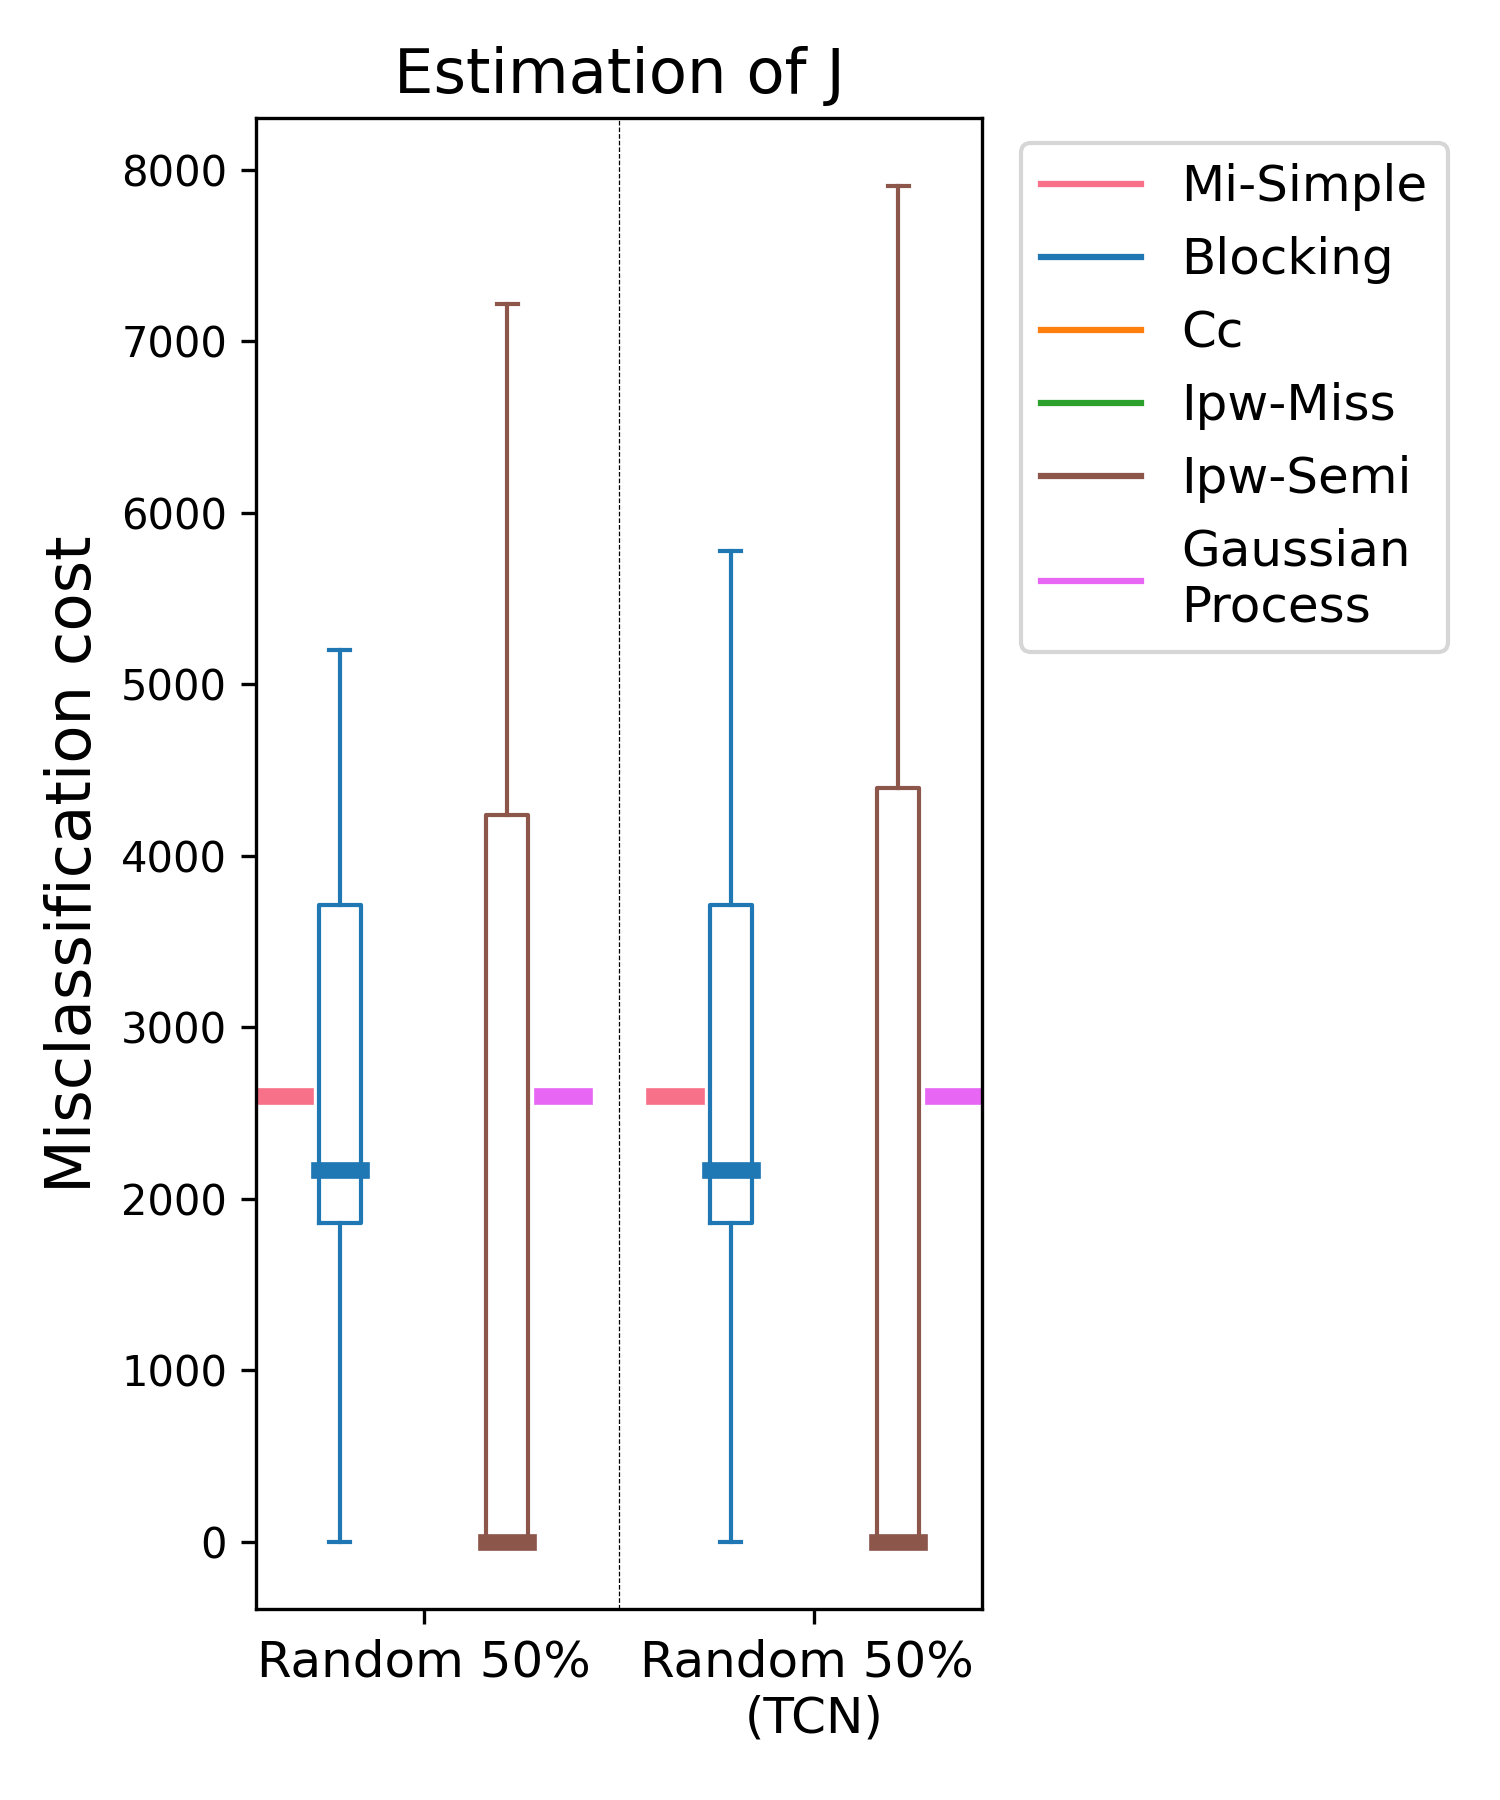 Estimation of J
Misclassification cost
8000
7000
6000
5000
4000
3000
2000
1000
0
Random 50%
Random 50%
(TCN)
Mi-Simple
Blocking
Cc
Ipw-Miss
Ipw-Semi
Gaussian
Process